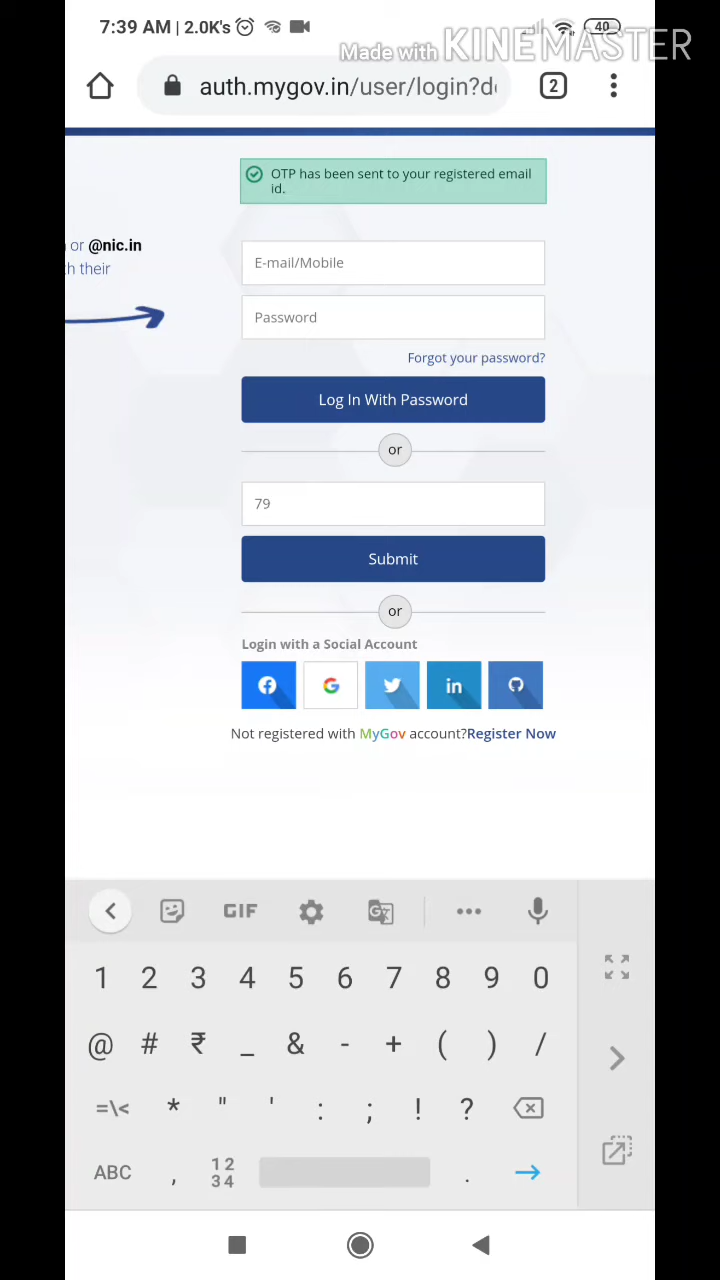 7:39 AM | 2.0K's
40
Made with KINEMASTER
auth.mygov.in/user/login?d
2
OTP has been sent to your registered email
id.
or @nic.in
h their
E-mail/Mobile
Password
Forgot your password?
Log In With Password
or
79
Submit
or
Login with a Social Account
f G in
Not registered with MyGov account?Register Now
GIF
1 2 3 4 5 6 7 8 9 0
@ # ₹ _ & - + ( ) /
=\< * " ' : ; ! ?
ABC , 12 .
34